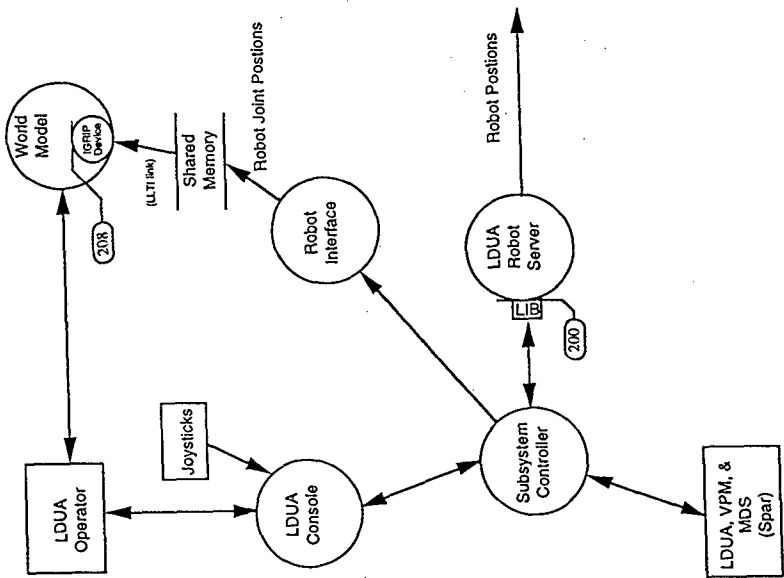 World
Model
IGRIP
Device
208
(LLTI link)
Shared
Memory
Robot Joint Postions
Robot
Interface
LDUA
Operator
Joysticks
LDUA
Console
Subsystem
Controller
LIB
200
LDUA
Robot
Server
Robot Postions
LDUA, VPM, &
MDS
(Spar)